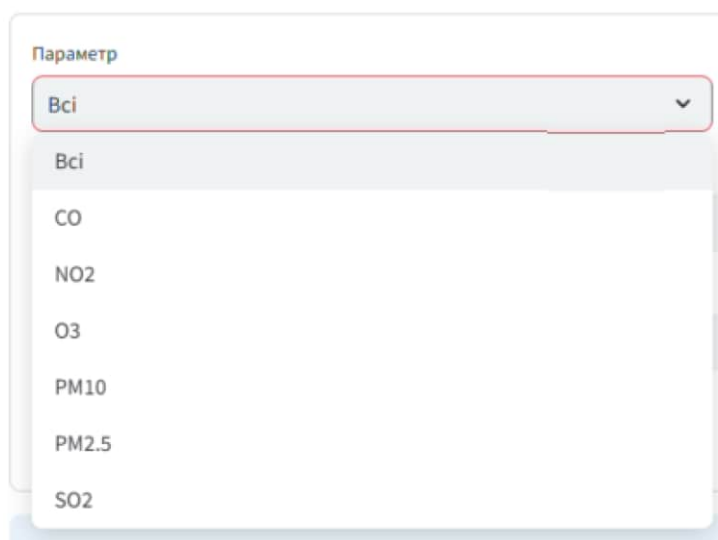 Параметр
Всі
Всі
CO
NO2
O3
PM10
PM2.5
SO2